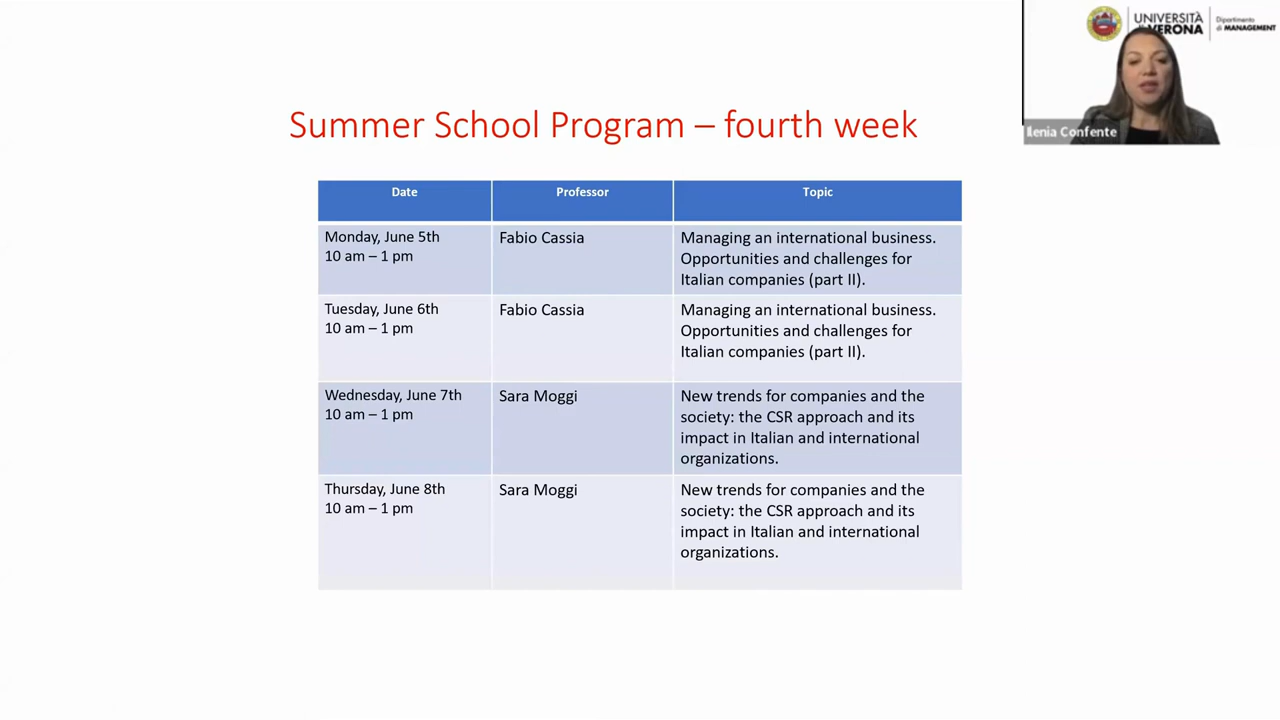 UNIVERSITÀ
VERONA
Dipartimento
di MANAGEMENT
Ilenia Confente
Summer School Program – fourth week
Date Professor Topic
Monday, June 5th
10 am – 1 pm
Fabio Cassia
Managing an international business.
Opportunities and challenges for
Italian companies (part II).
Tuesday, June 6th
10 am – 1 pm
Fabio Cassia
Managing an international business.
Opportunities and challenges for
Italian companies (part II).
Wednesday, June 7th
10 am – 1 pm
Sara Moggi
New trends for companies and the
society: the CSR approach and its
impact in Italian and international
organizations.
Thursday, June 8th
10 am – 1 pm
Sara Moggi
New trends for companies and the
society: the CSR approach and its
impact in Italian and international
organizations.